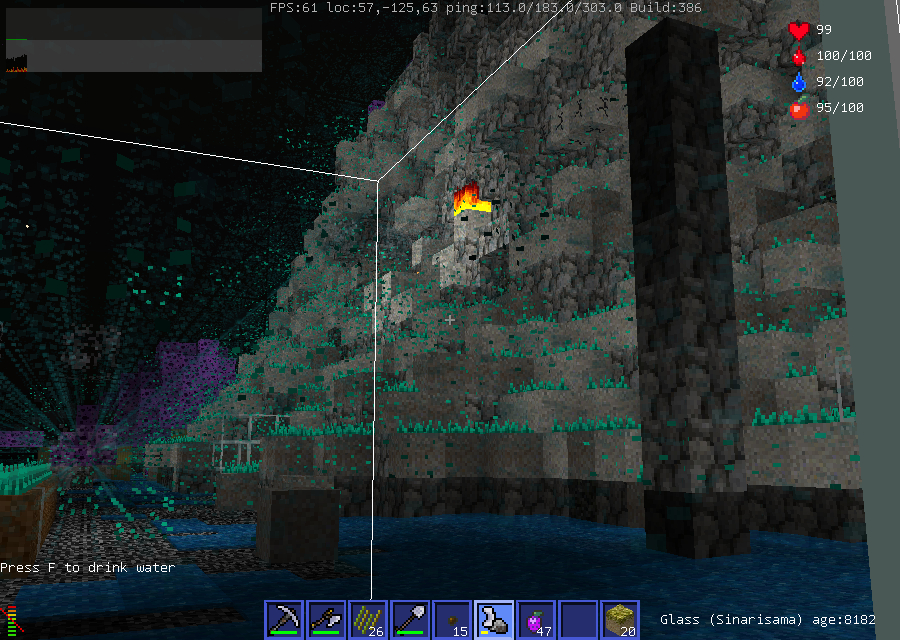 FPS:61 loc:57,-125,63 ping:113.0/183.0/303.0 Build:386
99
100/100
92/100
95/100
Press F to drink water
26
15
47
20
Glass (Sinarisama) age:8182